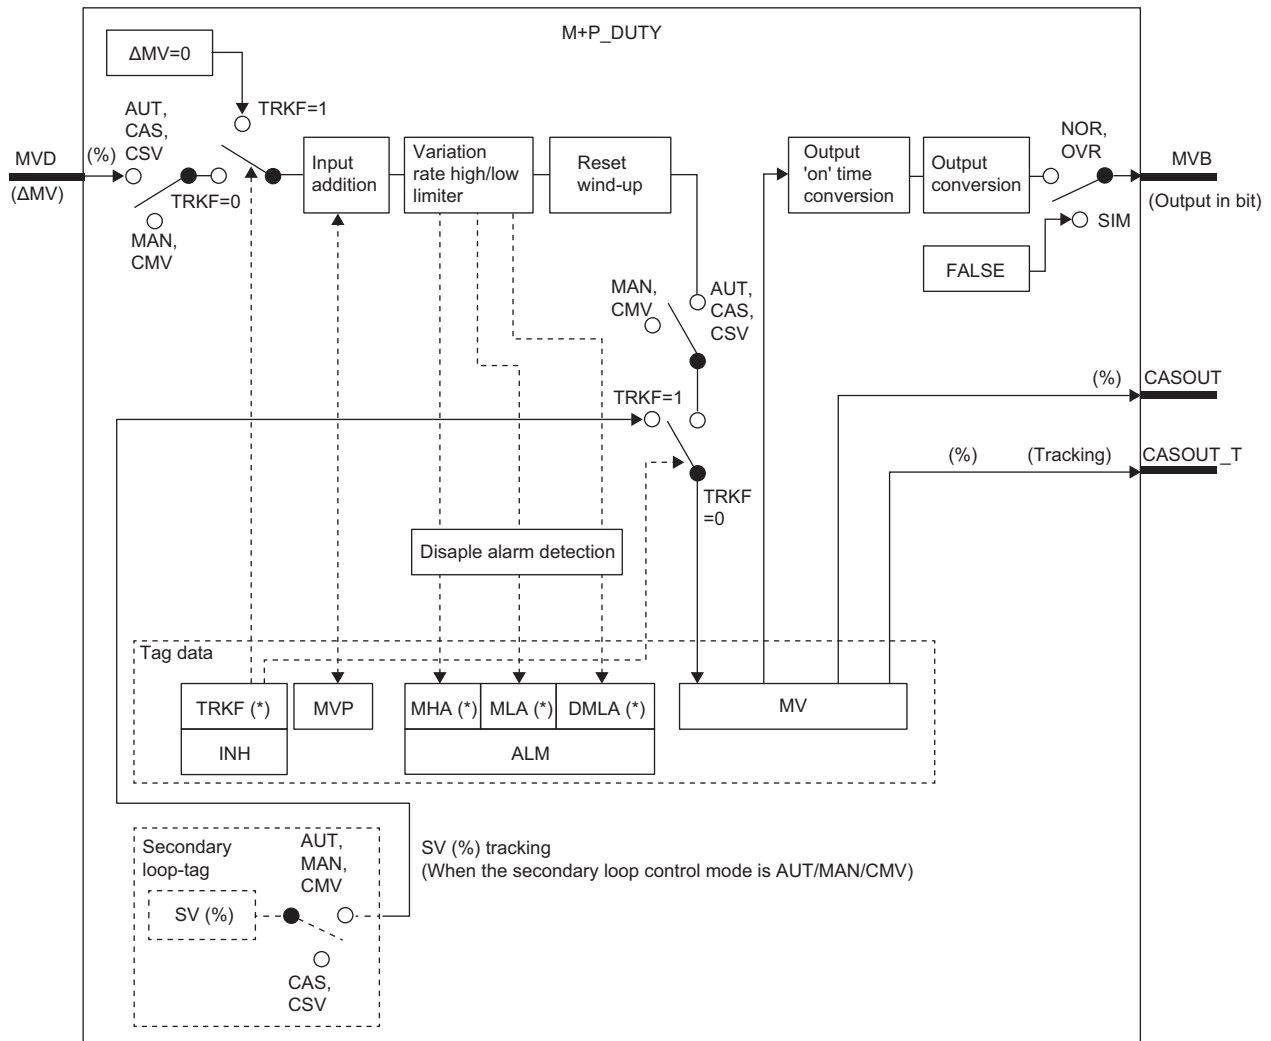 M+P_DUTY
ΔMV=0
TRKF=1
AUT,
CAS,
CSV
MVD
(%)
(ΔMV)
TRKF=0
MAN,
CMV
Input
addition
Variation
rate high/low
limiter
Reset
wind-up
Output
'on' time
conversion
Output
conversion
NOR,
OVR
MVB
(Output in bit)
SIM
FALSE
MAN,
CMV
AUT,
CAS,
CSV
(%)
CASOUT
TRKF=1
(%)
(Tracking)
CASOUT_T
TRKF
=0
Disaple alarm detection
Tag data
TRKF (*)
MVP
MHA (*)
MLA (*)
DMLA (*)
MV
INH
ALM
Secondary
loop-tag
AUT,
MAN,
CMV
SV (%) tracking
(When the secondary loop control mode is AUT/MAN/CMV)
SV (%)
CAS,
CSV